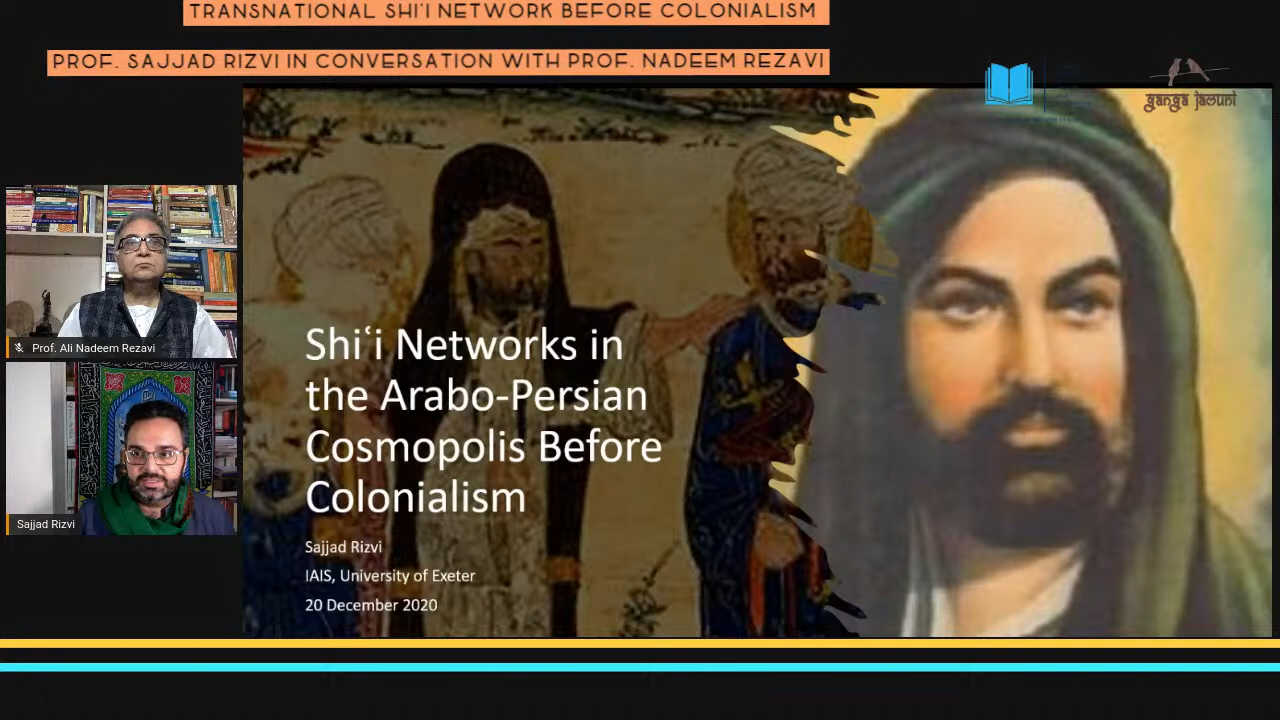 TRANSNATIONAL SHI'I NETWORK BEFORE COLONIALISM
PROF. SAJJAD RIZVI IN CONVERSATION WITH PROF. NADEEM REZAVI
ganga jamuni
Prof. Ali Nadeem Rezavi
Sajjad Rizvi
Shiʿi Networks in
the Arabo-Persian
Cosmopolis Before
Colonialism
Sajjad Rizvi
IAIS, University of Exeter
20 December 2020